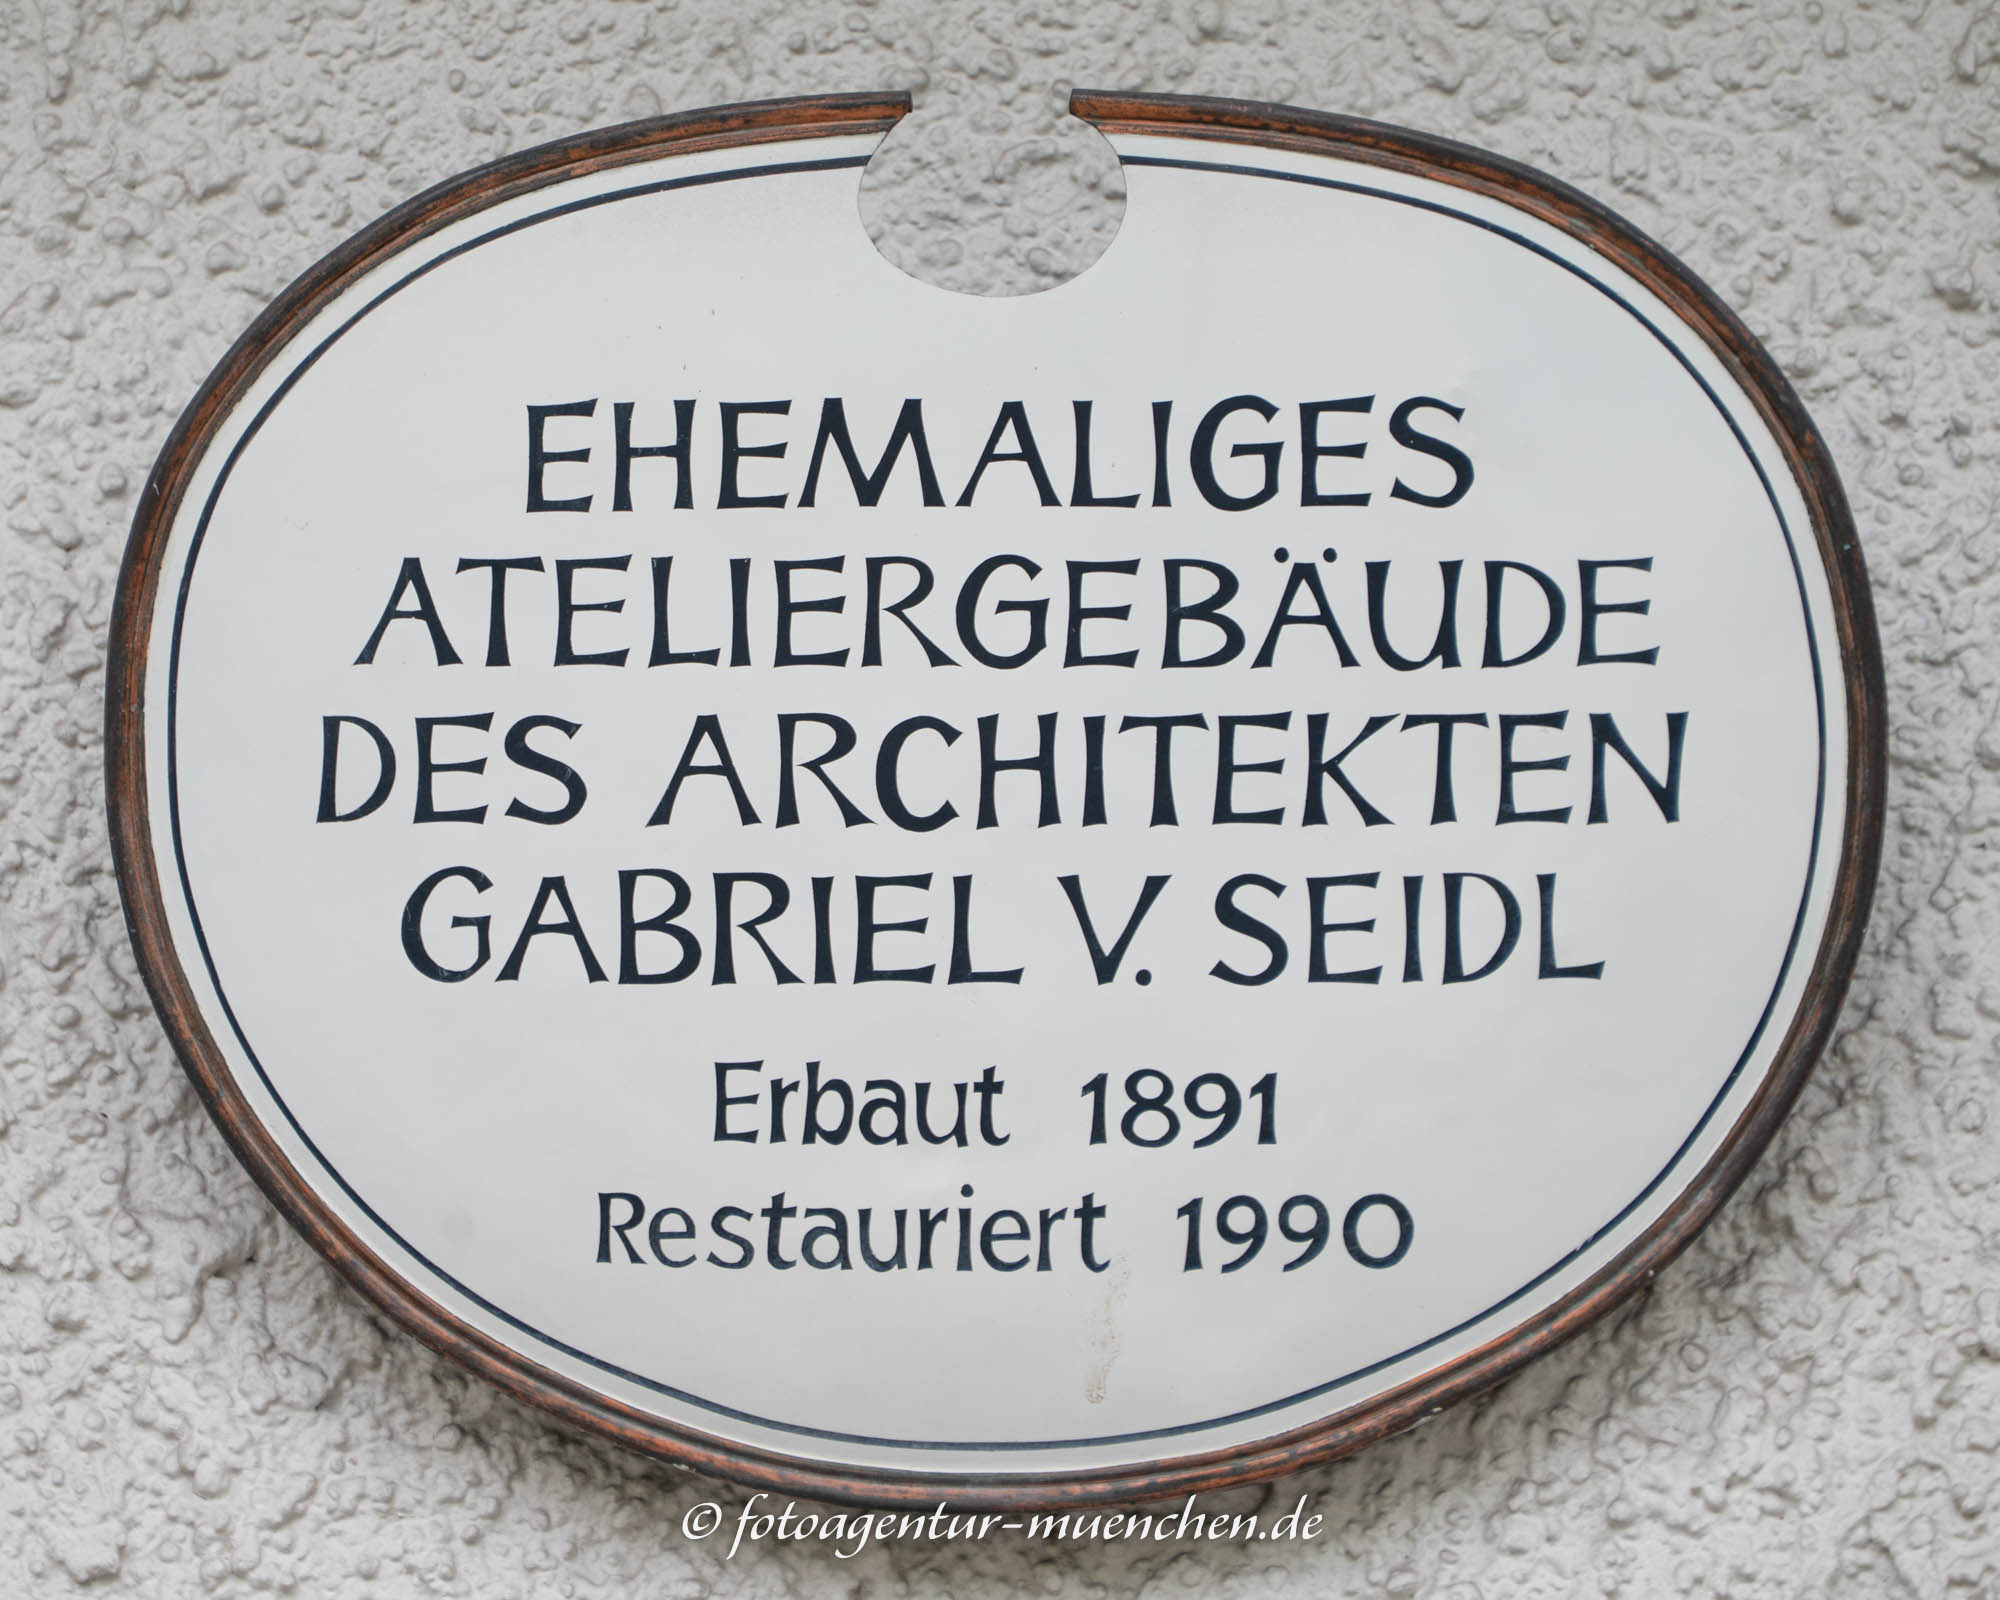 EHEMALIGES
ATELIERGEBÄUDE
DES ARCHITEKTEN
GABRIEL V. SEIDL
Erbaut 1891
Restauriert 1990
© fotoagentur-muenchen.de